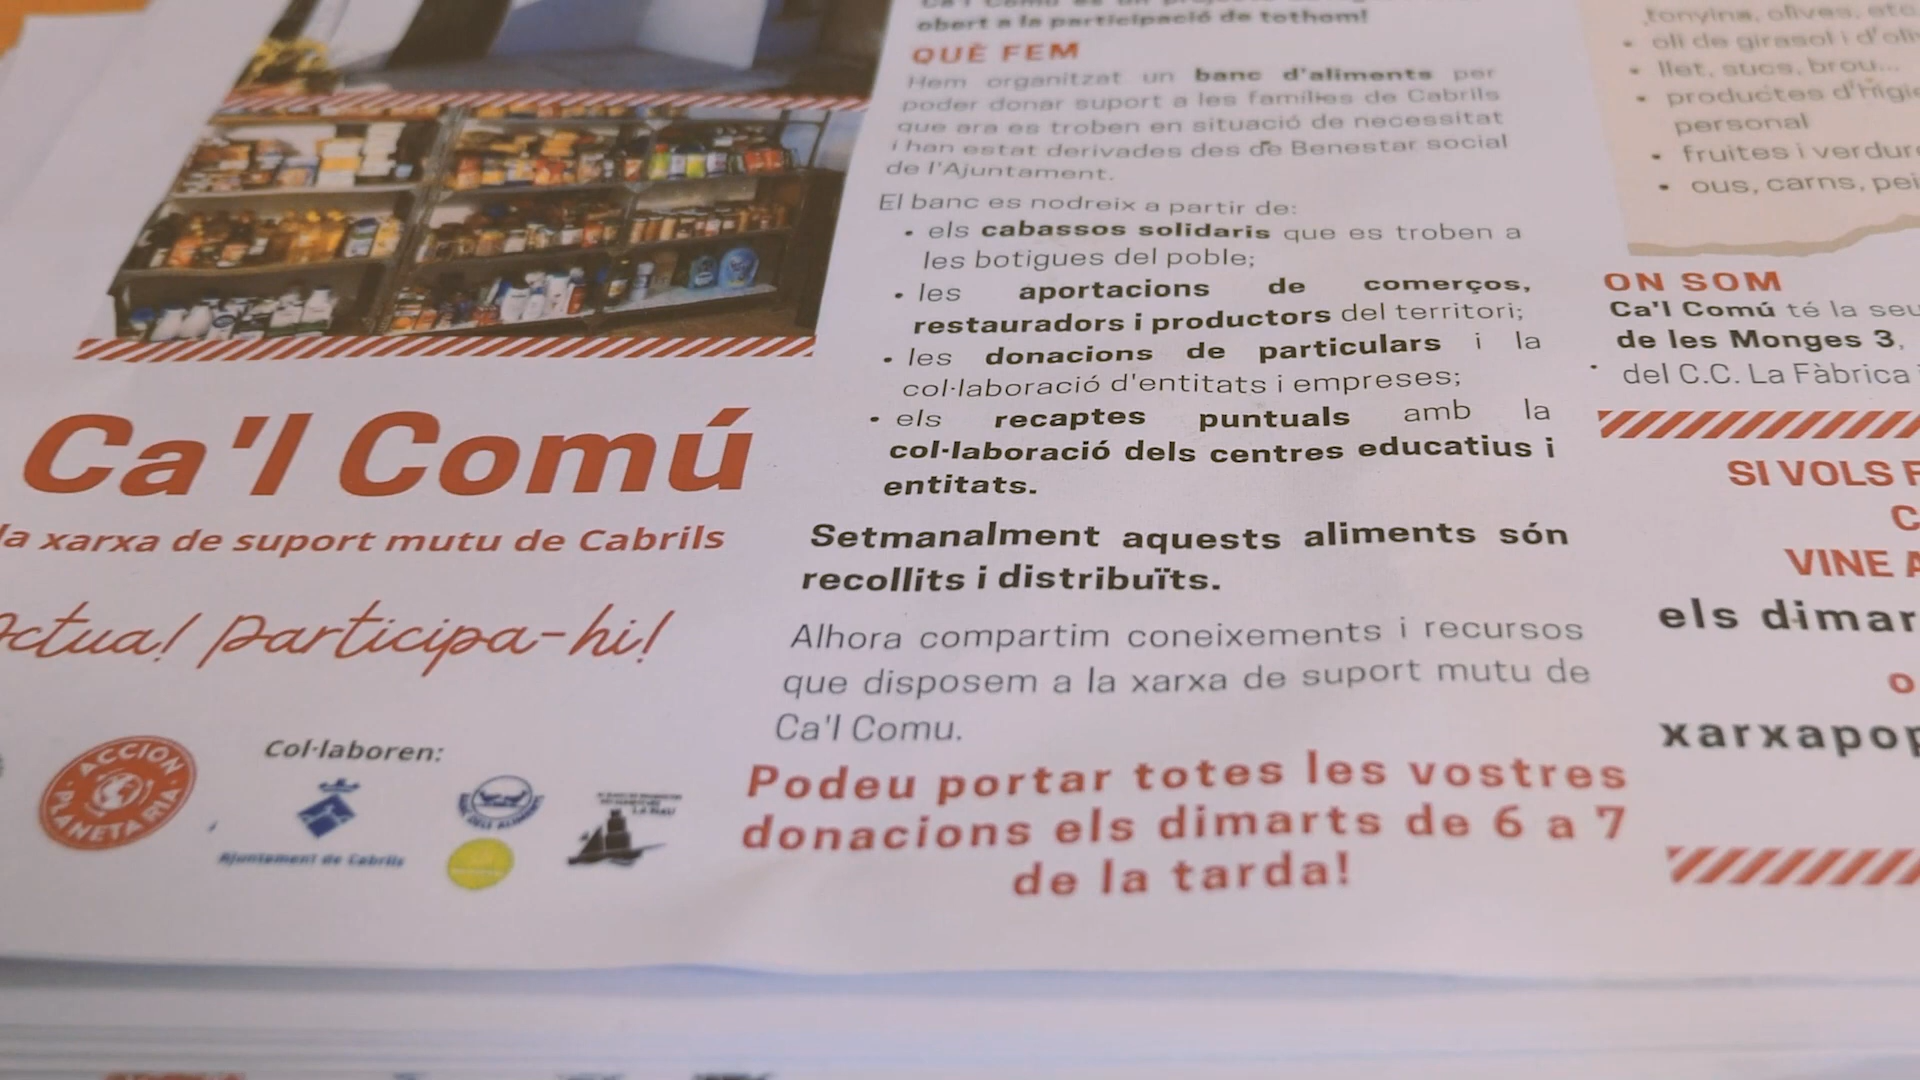 Ca'l Comú
la xarxa de suport mutu de Cabrils
Actua! participa-hi!
ACCION PLANETARIA
Col·laboren:
Ajuntament de Cabrils
obert a la participació de tothom!
QUÈ FEM
Hem organitzat un banc d'aliments per
poder donar suport a les famílies de Cabrils
que ara es troben en situació de necessitat
i han estat derivades des de Benestar social
de l'Ajuntament.
El banc es nodreix a partir de:
• els cabassos solidaris que es troben a
les botigues del poble;
• les aportacions de comerços,
restauradors i productors del territori;
• les donacions de particulars i la
col·laboració d'entitats i empreses;
• els recaptes puntuals amb la
col·laboració dels centres educatius i
entitats.
Setmanalment aquests aliments són
recollits i distribuïts.
Alhora compartim coneixements i recursos
que disposem a la xarxa de suport mutu de
Ca'l Comu.
Podeu portar totes les vostres
donacions els dimarts de 6 a 7
de la tarda!
tonyina, olives, etc.
• oli de girasol i d'oli
• llet, sucs, brou...
• productes d'higie
personal
• fruites i verdure
• ous, carns, pei
ON SOM
Ca'l Comú té la seu
de les Monges 3,
del C.C. La Fàbrica i
SI VOLS F
C
VINE A
els dimar
o
xarxapop